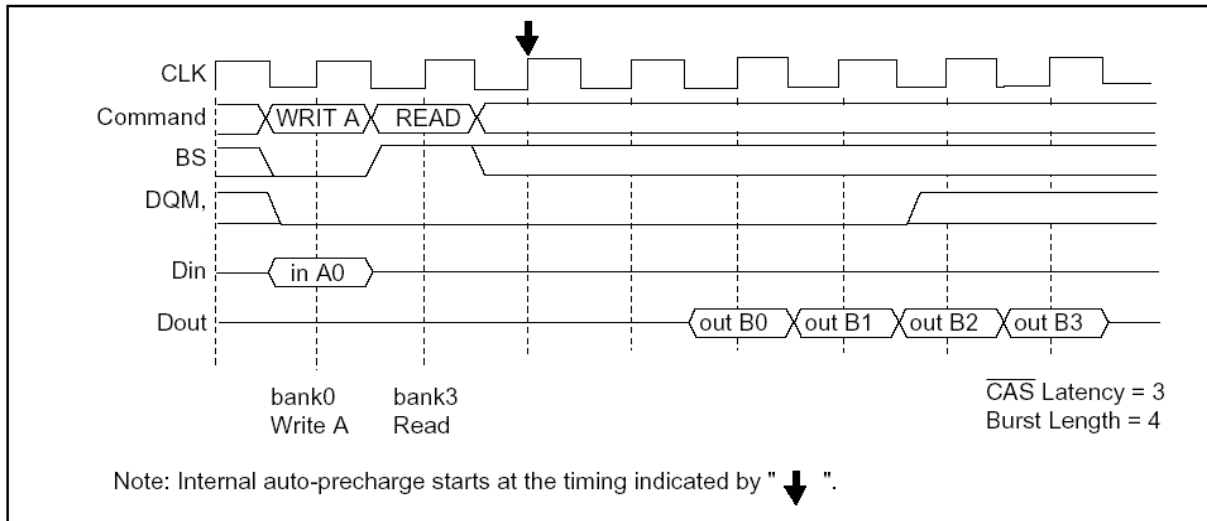 CLK
Command WRIT A READ
BS
DQM,
Din in A0
Dout out B0 out B1 out B2 out B3
bank0 bank3
Write A Read
CAS Latency = 3
Burst Length = 4
Note: Internal auto-precharge starts at the timing indicated by " ".